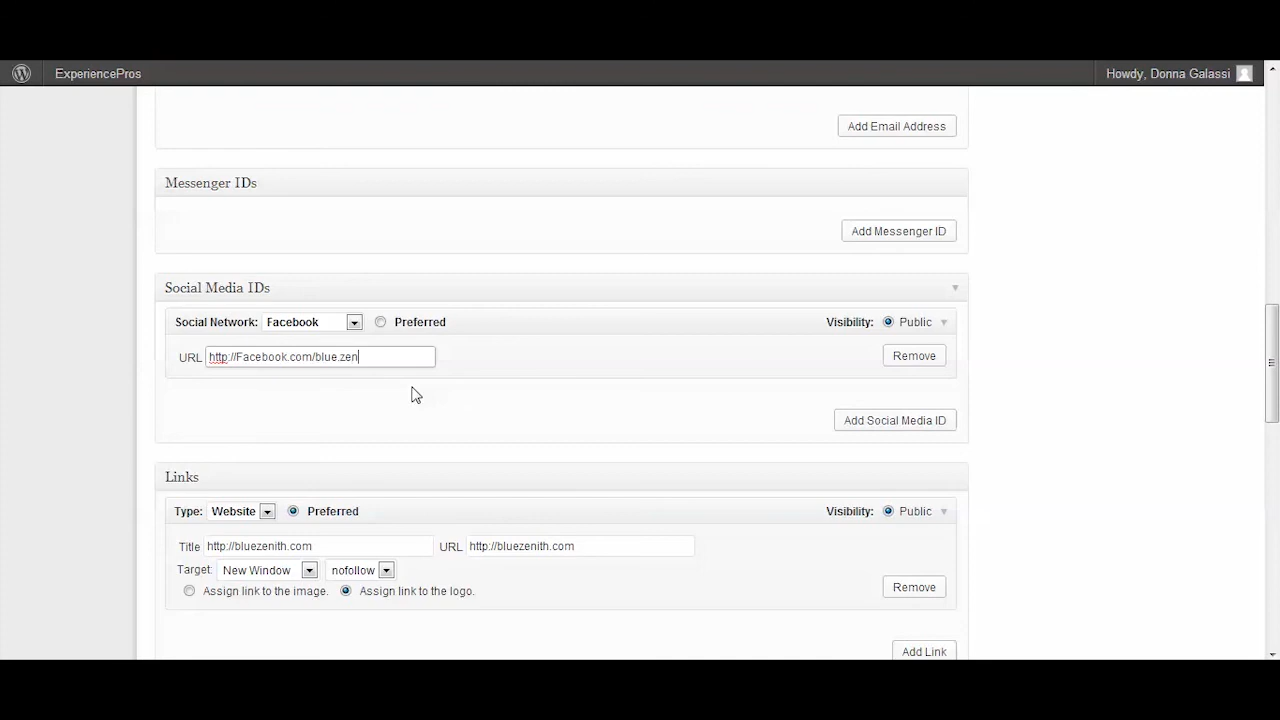 ExperiencePros Howdy, Donna Galassi
Add Email Address
Messenger IDs
Add Messenger ID
Social Media IDs
Social Network: Facebook Preferred Visibility: Public
URL http://Facebook.com/blue.zen Remove
Add Social Media ID
Links
Type: Website Preferred Visibility: Public
Title http://bluezenith.com URL http://bluezenith.com
Target: New Window nofollow
Assign link to the image. Assign link to the logo. Remove
Add Link